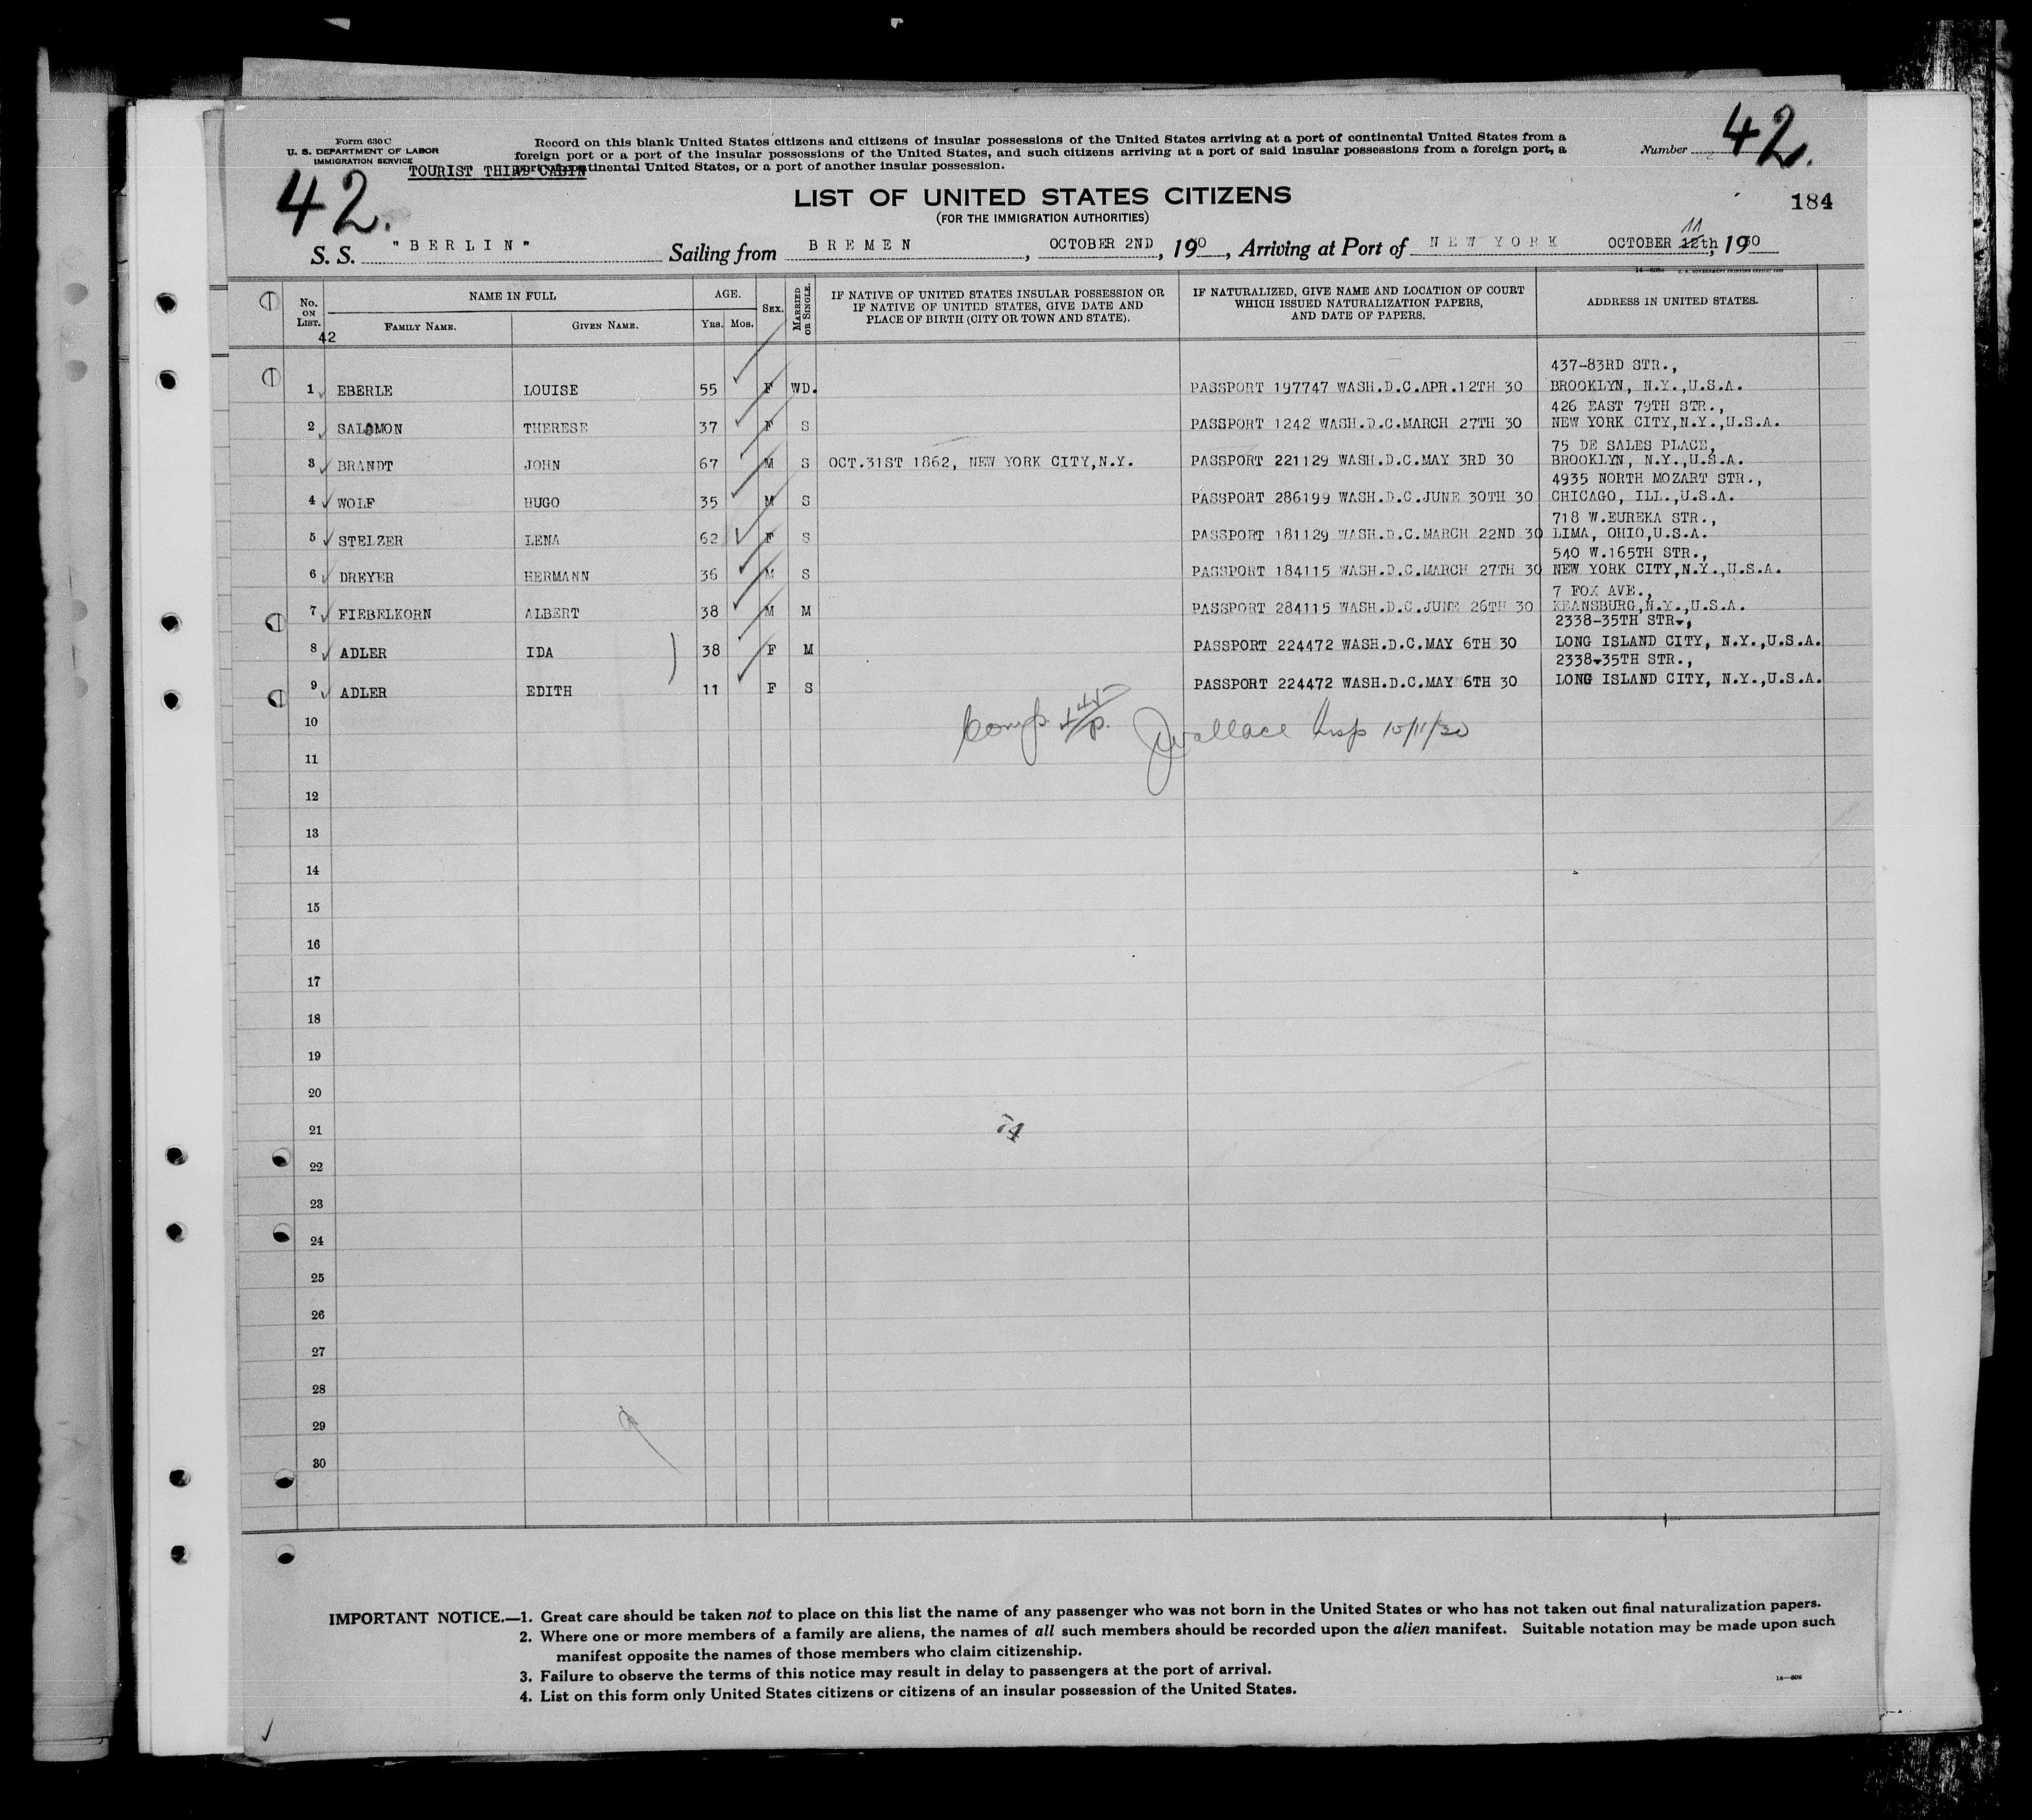 42.
Form 630 C
U. S. DEPARTMENT OF LABOR
IMMIGRATION SERVICE
TOURIST THIRD CABIN
42.
Record on this blank United States citizens and citizens of insular possessions of the United States arriving at a port of continental United States from a
foreign port or a port of the insular possessions of the United States, and such citizens arriving at a port of said insular possessions from a foreign port, a
port of continental United States, or a port of another insular possession.
Number
184
LIST OF UNITED STATES CITIZENS
(FOR THE IMMIGRATION AUTHORITIES)
S. S. "BERLIN" Sailing from BREMEN, OCTOBER 2ND, 1930, Arriving at Port of NEW YORK OCTOBER 12th 11, 1930
No. ON LIST. NAME IN FULL AGE. Sex. MARRIED OR SINGLE. IF NATIVE OF UNITED STATES INSULAR POSSESSION OR IF NATIVE OF UNITED STATES, GIVE DATE AND PLACE OF BIRTH (CITY OR TOWN AND STATE). IF NATURALIZED, GIVE NAME AND LOCATION OF COURT WHICH ISSUED NATURALIZATION PAPERS, AND DATE OF PAPERS. ADDRESS IN UNITED STATES.
FAMILY NAME. GIVEN NAME. Yrs. Mos.
42
437-83RD STR.,
1 EBERLE LOUISE 55 F WD. PASSPORT 197747 WASH.D.C.APR.12TH 30 BROOKLYN, N.Y.,U.S.A.
426 EAST 79TH STR.,
2 SALOMON THERESE 37 F S PASSPORT 1242 WASH.D.C.MARCH 27TH 30 NEW YORK CITY,N.Y.,U.S.A.
75 DE SALES PLACE,
3 BRANDT JOHN 67 M S OCT.31ST 1862, NEW YORK CITY,N.Y. PASSPORT 221129 WASH.D.C.MAY 3RD 30 BROOKLYN, N.Y.,U.S.A.
4935 NORTH MOZART STR.,
4 WOLF HUGO 35 M S PASSPORT 286199 WASH.D.C.JUNE 30TH 30 CHICAGO, ILL.,U.S.A.
718 W.EUREKA STR.,
5 STELZER LENA 62 F S PASSPORT 181129 WASH.D.C.MARCH 22ND 30 LIMA, OHIO,U.S.A.
540 W.165TH STR.,
6 DREYER HERMANN 36 M S PASSPORT 184115 WASH.D.C.MARCH 27TH 30 NEW YORK CITY,N.Y.,U.S.A.
7 FOX AVE.,
7 FIEBELKORN ALBERT 38 M M PASSPORT 284115 WASH.D.C.JUNE 26TH 30 KEANSBURG,N.Y.,U.S.A.
2338-35TH STR.,
8 ADLER IDA ) 38 F M PASSPORT 224472 WASH.D.C.MAY 6TH 30 LONG ISLAND CITY, N.Y.,U.S.A.
2338-35TH STR.,
9 ADLER EDITH 11 F S PASSPORT 224472 WASH.D.C.MAY 6TH 30 LONG ISLAND CITY, N.Y.,U.S.A.
10
JWallace Insp 10/11/30
11
12
13
14
15
16
17
18
19
20
21
74
22
23
24
25
26
27
28
29
30
IMPORTANT NOTICE.—1. Great care should be taken not to place on this list the name of any passenger who was not born in the United States or who has not taken out final naturalization papers.
2. Where one or more members of a family are aliens, the names of all such members should be recorded upon the alien manifest. Suitable notation may be made upon such
manifest opposite the names of those members who claim citizenship.
3. Failure to observe the terms of this notice may result in delay to passengers at the port of arrival.
4. List on this form only United States citizens or citizens of an insular possession of the United States.